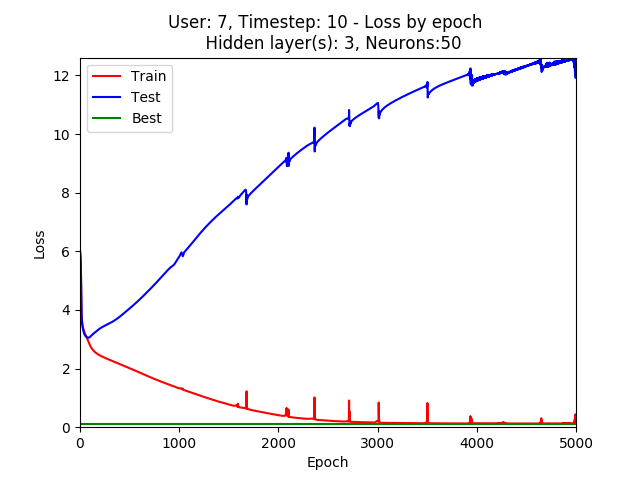 User: 7, Timestep: 10 - Loss by epoch
Hidden layer(s): 3, Neurons:50
Train
Test
Best
12
10
8
6
4
2
0
Loss
0
1000
2000
3000
4000
5000
Epoch